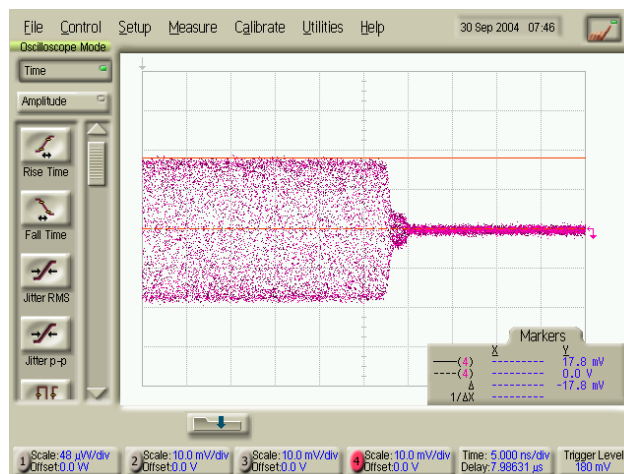 File Control Setup Measure Calibrate Utilities Help 30 Sep 2004 07:46
Oscilloscope Mode
Time
Amplitude
Rise Time
Fall Time
Jitter RMS
Jitter p-p
Markers
X Y
——(4) --------- 17.8 mV
----(4) --------- 0.0 V
Δ --------- -17.8 mV
1/ΔX ---------
1 Scale:48 µW/div Offset:0.0 W
2 Scale:10.0 mV/div Offset:0.0 V
3 Scale:10.0 mV/div Offset:0.0 V
4 Scale:10.0 mV/div Offset:0.0 V
Time: 5.000 ns/div Delay:7.98631 µs
Trigger Level 180 mV